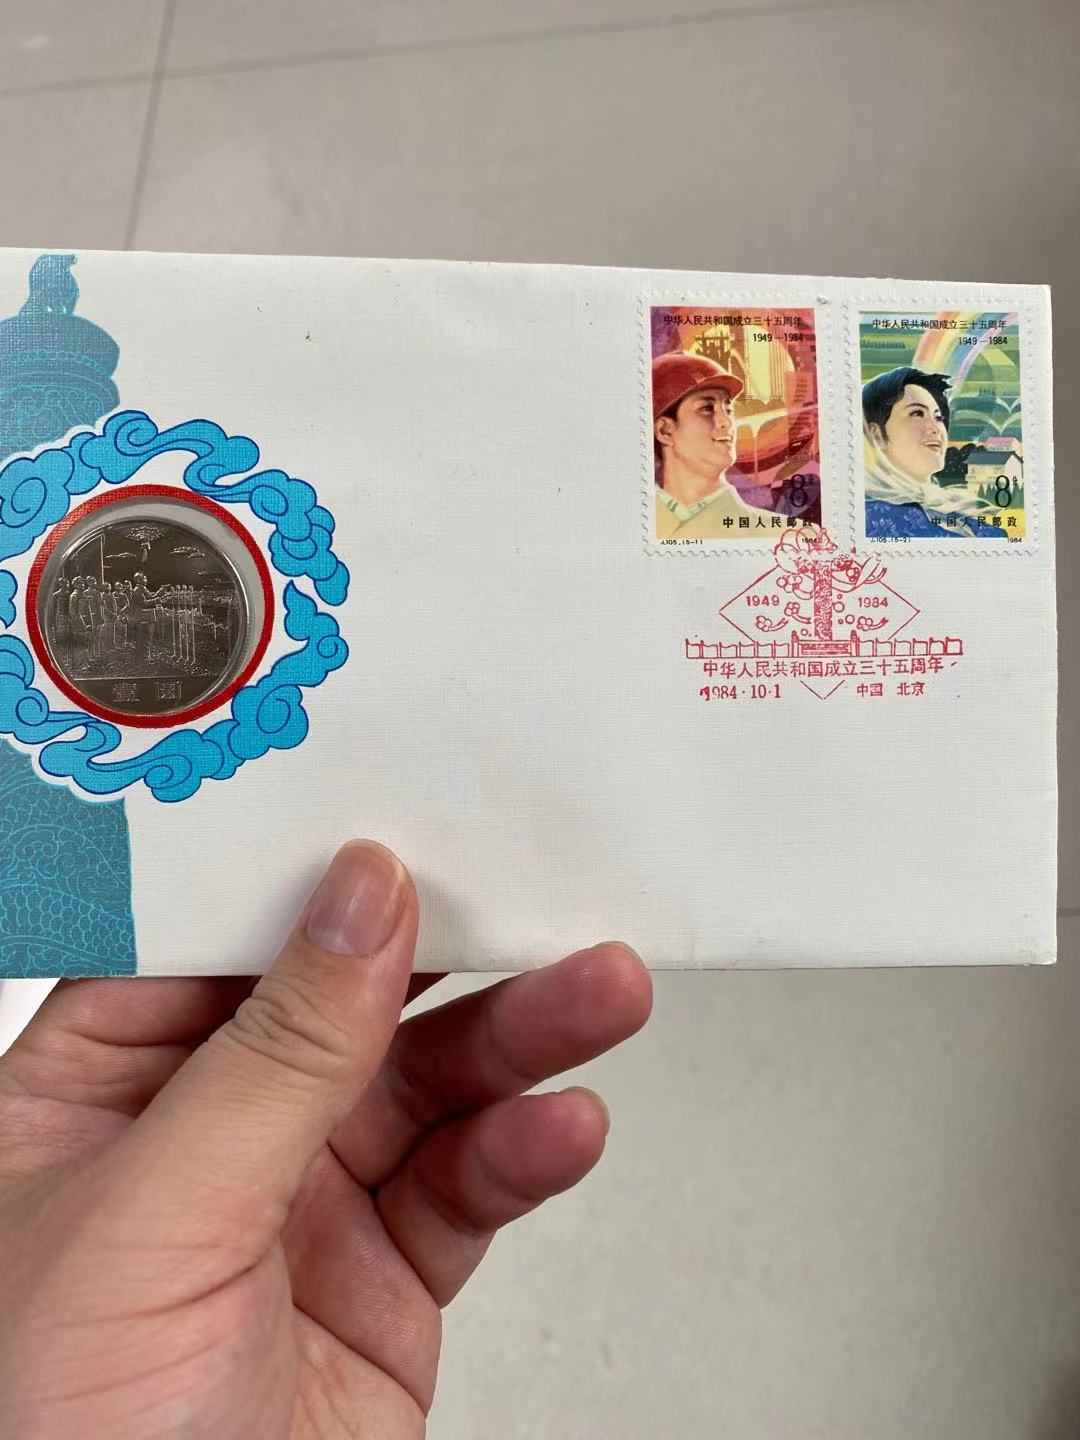 中华人民共和国成立三十五周年
1949-1984
8分
中国人民邮政
J.105.(5-1) 1984
中华人民共和国成立三十五周年
1949-1984
8分
中国人民邮政
J.105.(5-2) 1984
1949 1984
中华人民共和国成立三十五周年
1984·10·1 中国 北京
壹圆